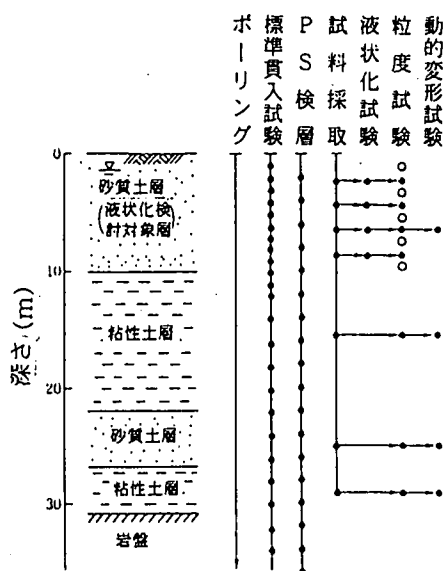 ボーリング
標準貫入試験
PS検層
試料採取
液状化試験
粒度試験
動的変形試験
0
砂質土層
(液状化検
討対象層)
10
粘性土層
20
砂質土層
粘性土層
30
岩盤
深さ(m)